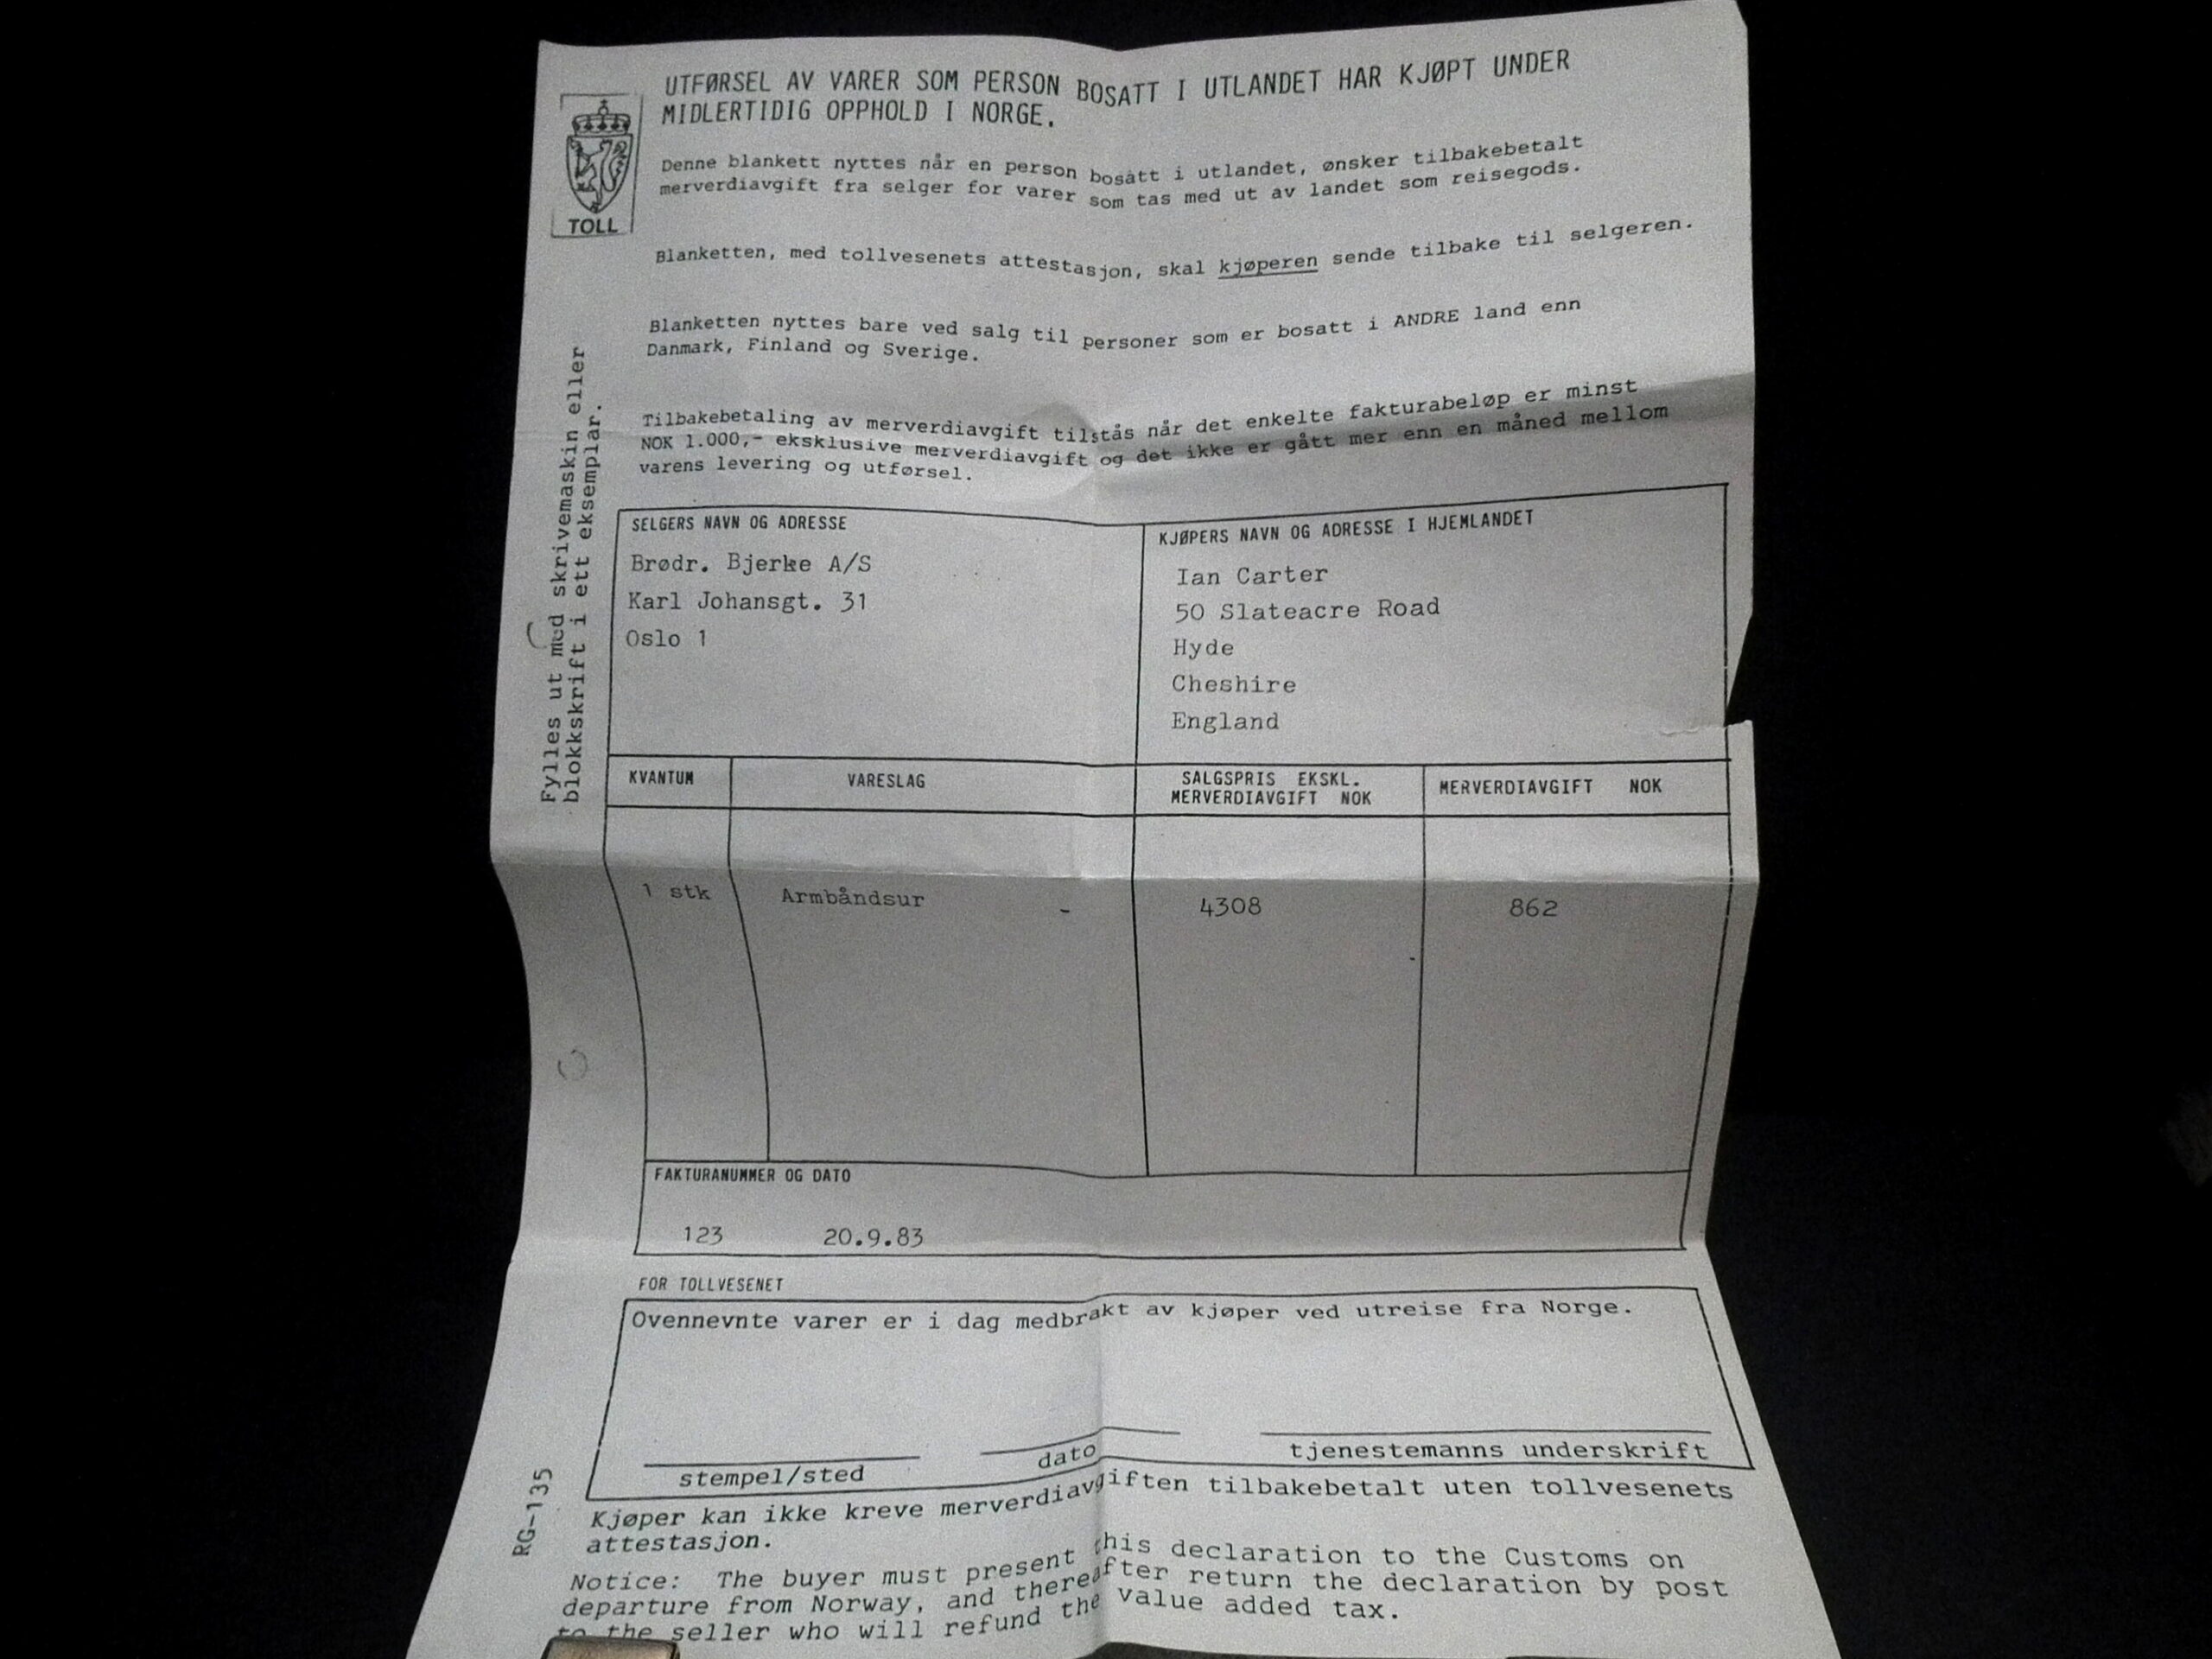 UTFØRSEL AV VARER SOM PERSON BOSATT I UTLANDET HAR KJØPT UNDER
MIDLERTIDIG OPPHOLD I NORGE.
TOLL
Denne blankett nyttes når en person bosatt i utlandet, ønsker tilbakebetalt
merverdiavgift fra selger for varer som tas med ut av landet som reisegods.
Blanketten, med tollvesenets attestasjon, skal kjøperen sende tilbake til selgeren.
Blanketten nyttes bare ved salg til personer som er bosatt i ANDRE land enn
Danmark, Finland og Sverige.
Tilbakebetaling av merverdiavgift tilstås når det enkelte fakturabeløp er minst
NOK 1.000,- eksklusive merverdiavgift og det ikke er gått mer enn en måned mellom
varens levering og utførsel.
Fylles ut med skrivemaskin eller
blokkskrift i ett eksemplar.
SELGERS NAVN OG ADRESSE
Brødr. Bjerke A/S
Karl Johansgt. 31
Oslo 1
KJØPERS NAVN OG ADRESSE I HJEMLANDET
Ian Carter
50 Slateacre Road
Hyde
Cheshire
England
KVANTUM VARESLAG SALGSPRIS EKSKL. MERVERDIAVGIFT NOK
MERVERDIAVGIFT NOK
1 stk Armbåndsur - 4308 862
FAKTURANUMMER OG DATO
123 20.9.83
FOR TOLLVESENET
Ovennevnte varer er i dag medbrakt av kjøper ved utreise fra Norge.
stempel/sted dato tjenestemanns underskrift
Kjøper kan ikke kreve merverdiavgiften tilbakebetalt uten tollvesenets
attestasjon.
Notice: The buyer must present this declaration to the Customs on
departure from Norway, and thereafter return the declaration by post
to the seller who will refund the value added tax.
RG-135